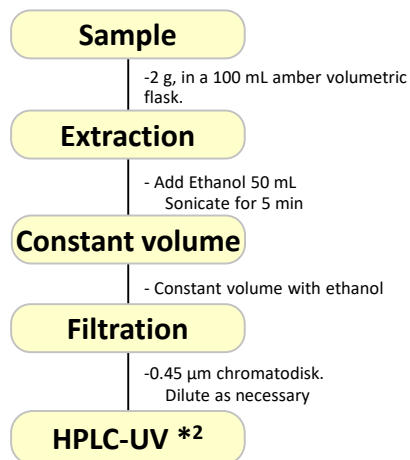 Sample
-2 g, in a 100 mL amber volumetric
flask.
Extraction
- Add Ethanol 50 mL
Sonicate for 5 min
Constant volume
- Constant volume with ethanol
Filtration
-0.45 μm chromatodisk.
Dilute as necessary
HPLC-UV *2